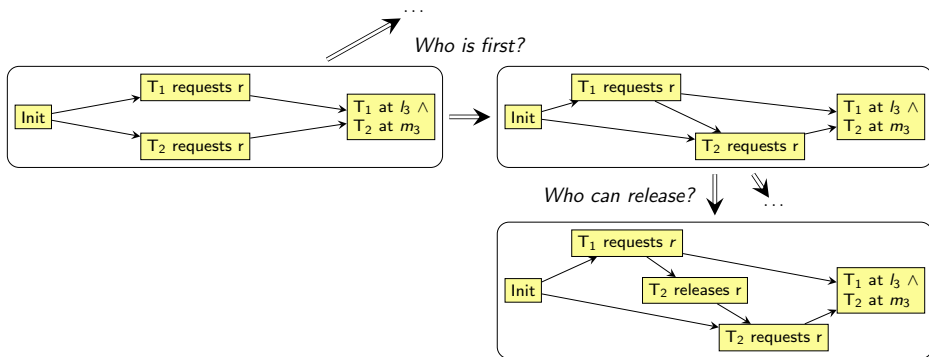 ...
Who is first?
T₁ requests r
Init
T₂ requests r
T₁ at l₃ ∧
T₂ at m₃
T₁ requests r
Init
T₂ requests r
T₁ at l₃ ∧
T₂ at m₃
Who can release?
...
T₁ requests r
Init
T₂ releases r
T₂ requests r
T₁ at l₃ ∧
T₂ at m₃